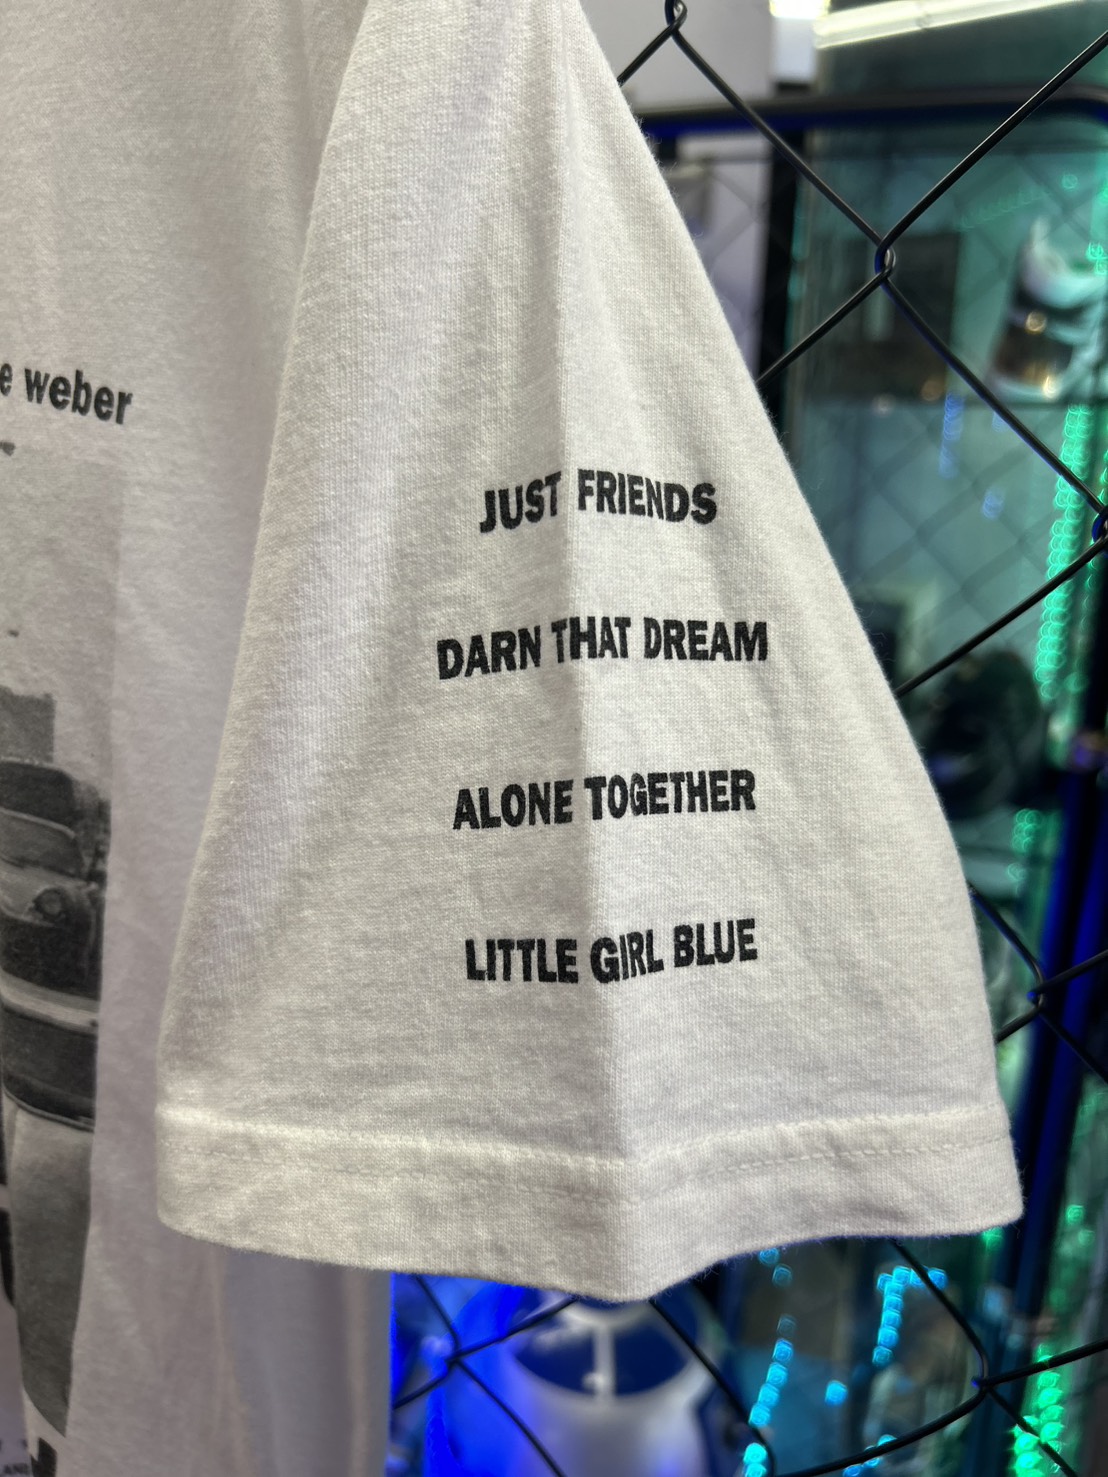 e weber
JUST FRIENDS
DARN THAT DREAM
ALONE TOGETHER
LITTLE GIRL BLUE